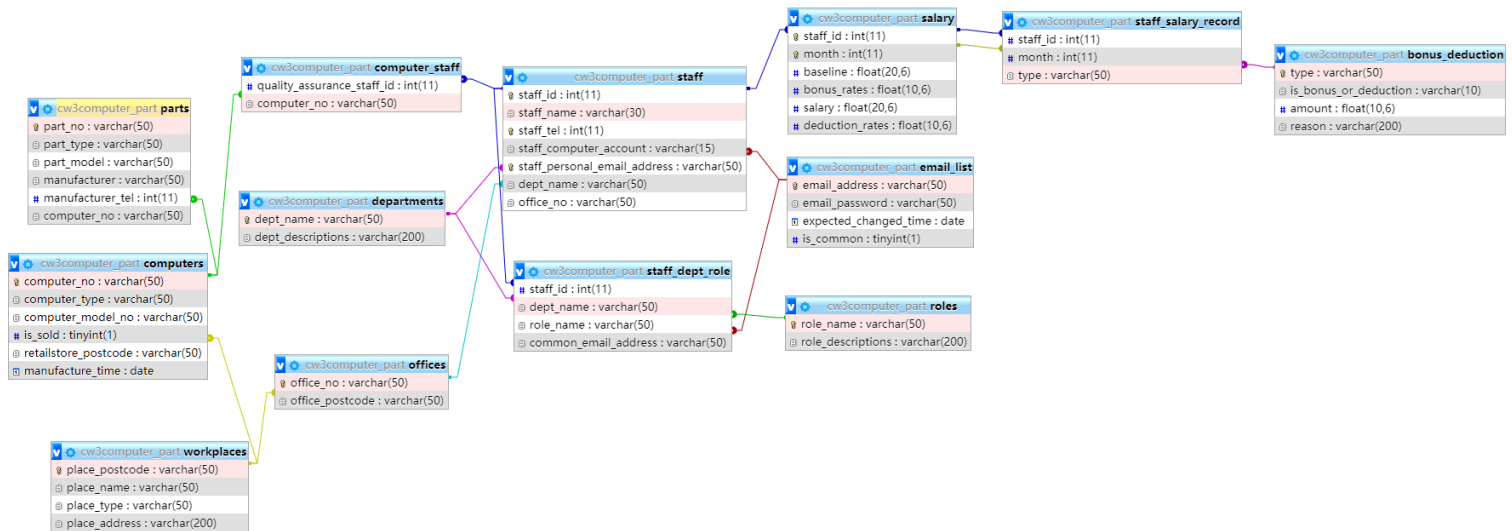 cw3computer_part parts
part_no : varchar(50)
part_type : varchar(50)
part_model : varchar(50)
manufacturer : varchar(50)
manufacturer_tel : int(11)
computer_no : varchar(50)
cw3computer_part computers
computer_no : varchar(50)
computer_type : varchar(50)
computer_model_no : varchar(50)
is_sold : tinyint(1)
retailstore_postcode : varchar(50)
manufacture_time : date
cw3computer_part workplaces
place_postcode : varchar(50)
place_name : varchar(50)
place_type : varchar(50)
place_address : varchar(200)
cw3computer_part computer_staff
quality_assurance_staff_id : int(11)
computer_no : varchar(50)
cw3computer_part departments
dept_name : varchar(50)
dept_descriptions : varchar(200)
cw3computer_part offices
office_no : varchar(50)
office_postcode : varchar(50)
cw3computer_part staff
staff_id : int(11)
staff_name : varchar(30)
staff_tel : int(11)
staff_computer_account : varchar(15)
staff_personal_email_address : varchar(50)
dept_name : varchar(50)
office_no : varchar(50)
cw3computer_part staff_dept_role
staff_id : int(11)
dept_name : varchar(50)
role_name : varchar(50)
common_email_address : varchar(50)
cw3computer_part salary
staff_id : int(11)
month : int(11)
baseline : float(20,6)
bonus_rates : float(10,6)
salary : float(20,6)
deduction_rates : float(10,6)
cw3computer_part email_list
email_address : varchar(50)
email_password : varchar(50)
expected_changed_time : date
is_common : tinyint(1)
cw3computer_part roles
role_name : varchar(50)
role_descriptions : varchar(200)
cw3computer_part staff_salary_record
staff_id : int(11)
month : int(11)
type : varchar(50)
cw3computer_part bonus_deduction
type : varchar(50)
is_bonus_or_deduction : varchar(10)
amount : float(10,6)
reason : varchar(200)